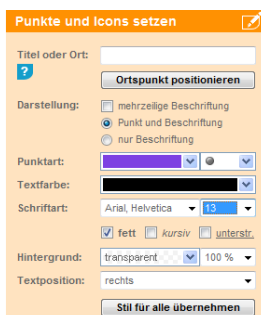 Punkte und Icons setzen
Titel oder Ort:
?
Ortspunkt positionieren
Darstellung:
mehrzeilige Beschriftung
Punkt und Beschriftung
nur Beschriftung
Punktart:
Textfarbe:
Schriftart: Arial, Helvetica 13
fett kursiv unterstr.
Hintergrund: transparent 100 %
Textposition: rechts
Stil für alle übernehmen